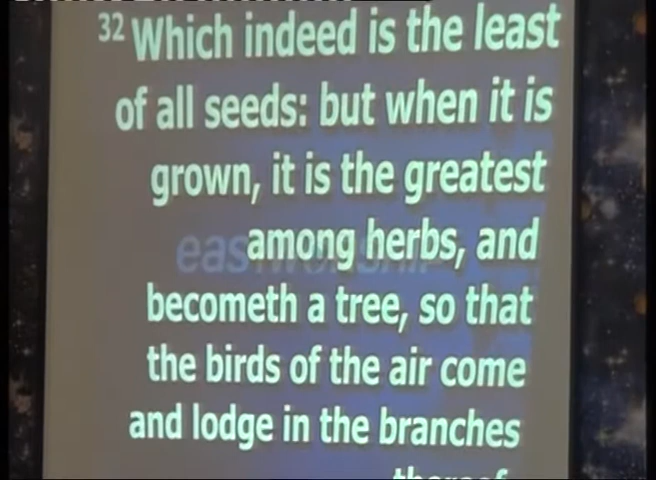 32 Which indeed is the least
of all seeds: but when it is
grown, it is the greatest
among herbs, and
becometh a tree, so that
the birds of the air come
and lodge in the branches
thereof